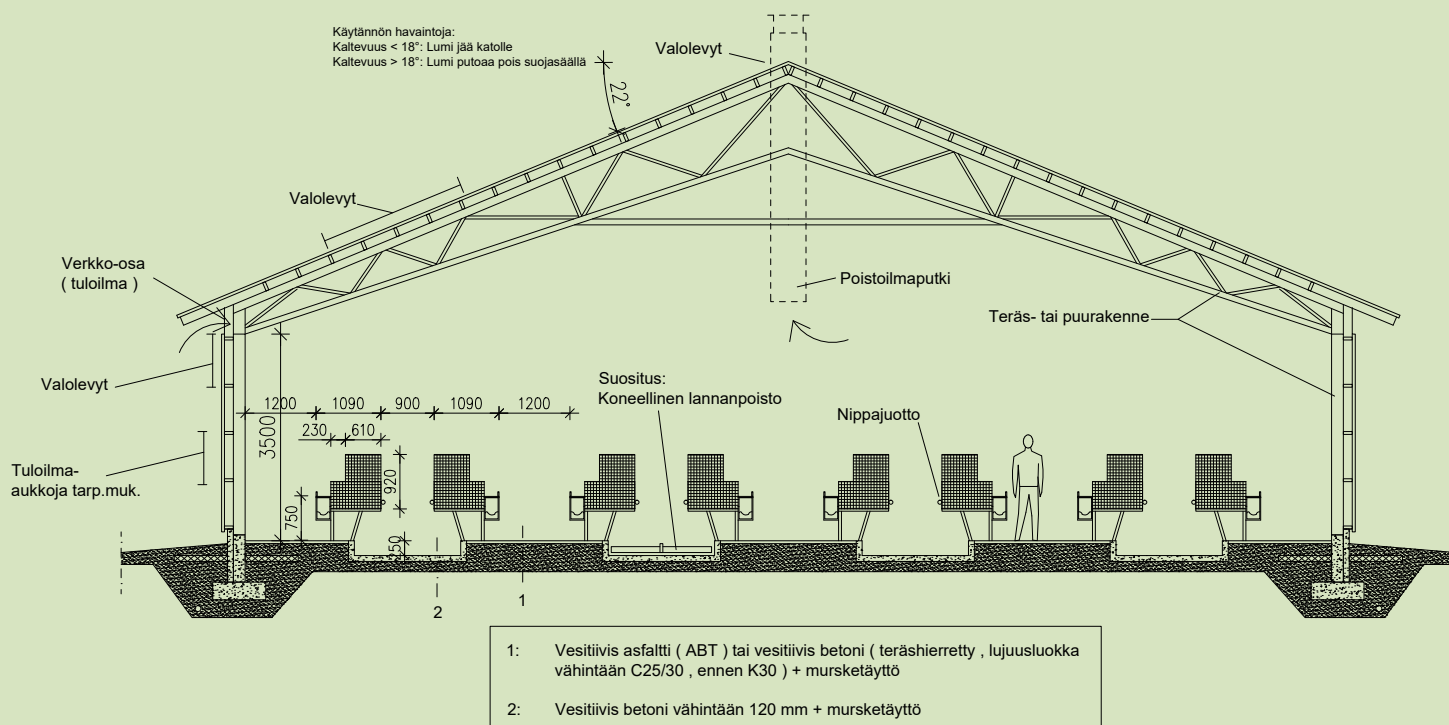 Käytännön havaintoja:
Kaltevuus < 18°: Lumi jää katolle
Kaltevuus > 18°: Lumi putoaa pois suojasäällä
Valolevyt
22°
Valolevyt
Verkko-osa
( tuloilma )
Poistoilmaputki
Teräs- tai puurakenne
Valolevyt
Suositus:
Koneellinen lannanpoisto
Nippajuotto
1200 1090 900 1090 1200
3500
230 610
920
Tuloilma-
aukkoja tarp.muk.
750
250
2
1
1: Vesitiivis asfaltti ( ABT ) tai vesitiivis betoni ( teräshierretty , lujuusluokka
vähintään C25/30 , ennen K30 ) + mursketäyttö
2: Vesitiivis betoni vähintään 120 mm + mursketäyttö